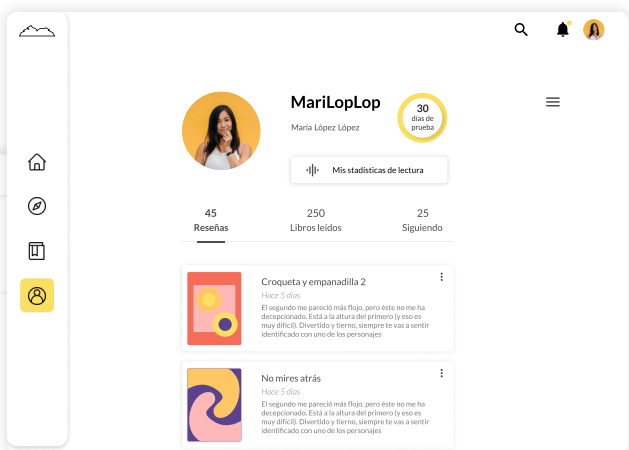 MariLopLop
María López López
30
días de
prueba
Mis stadísticas de lectura
45
Reseñas
250
Libros leídos
25
Siguiendo
Croqueta y empanadilla 2
Hace 5 días
El segundo me pareció más flojo, pero éste no me ha
decepcionado. Está a la altura del primero (y eso es
muy difícil). Divertido y tierno, siempre te vas a sentir
identificado con uno de los personajes
No mires atrás
Hace 5 días
El segundo me pareció más flojo, pero éste no me ha
decepcionado. Está a la altura del primero (y eso es
muy difícil). Divertido y tierno, siempre te vas a sentir
identificado con uno de los personajes